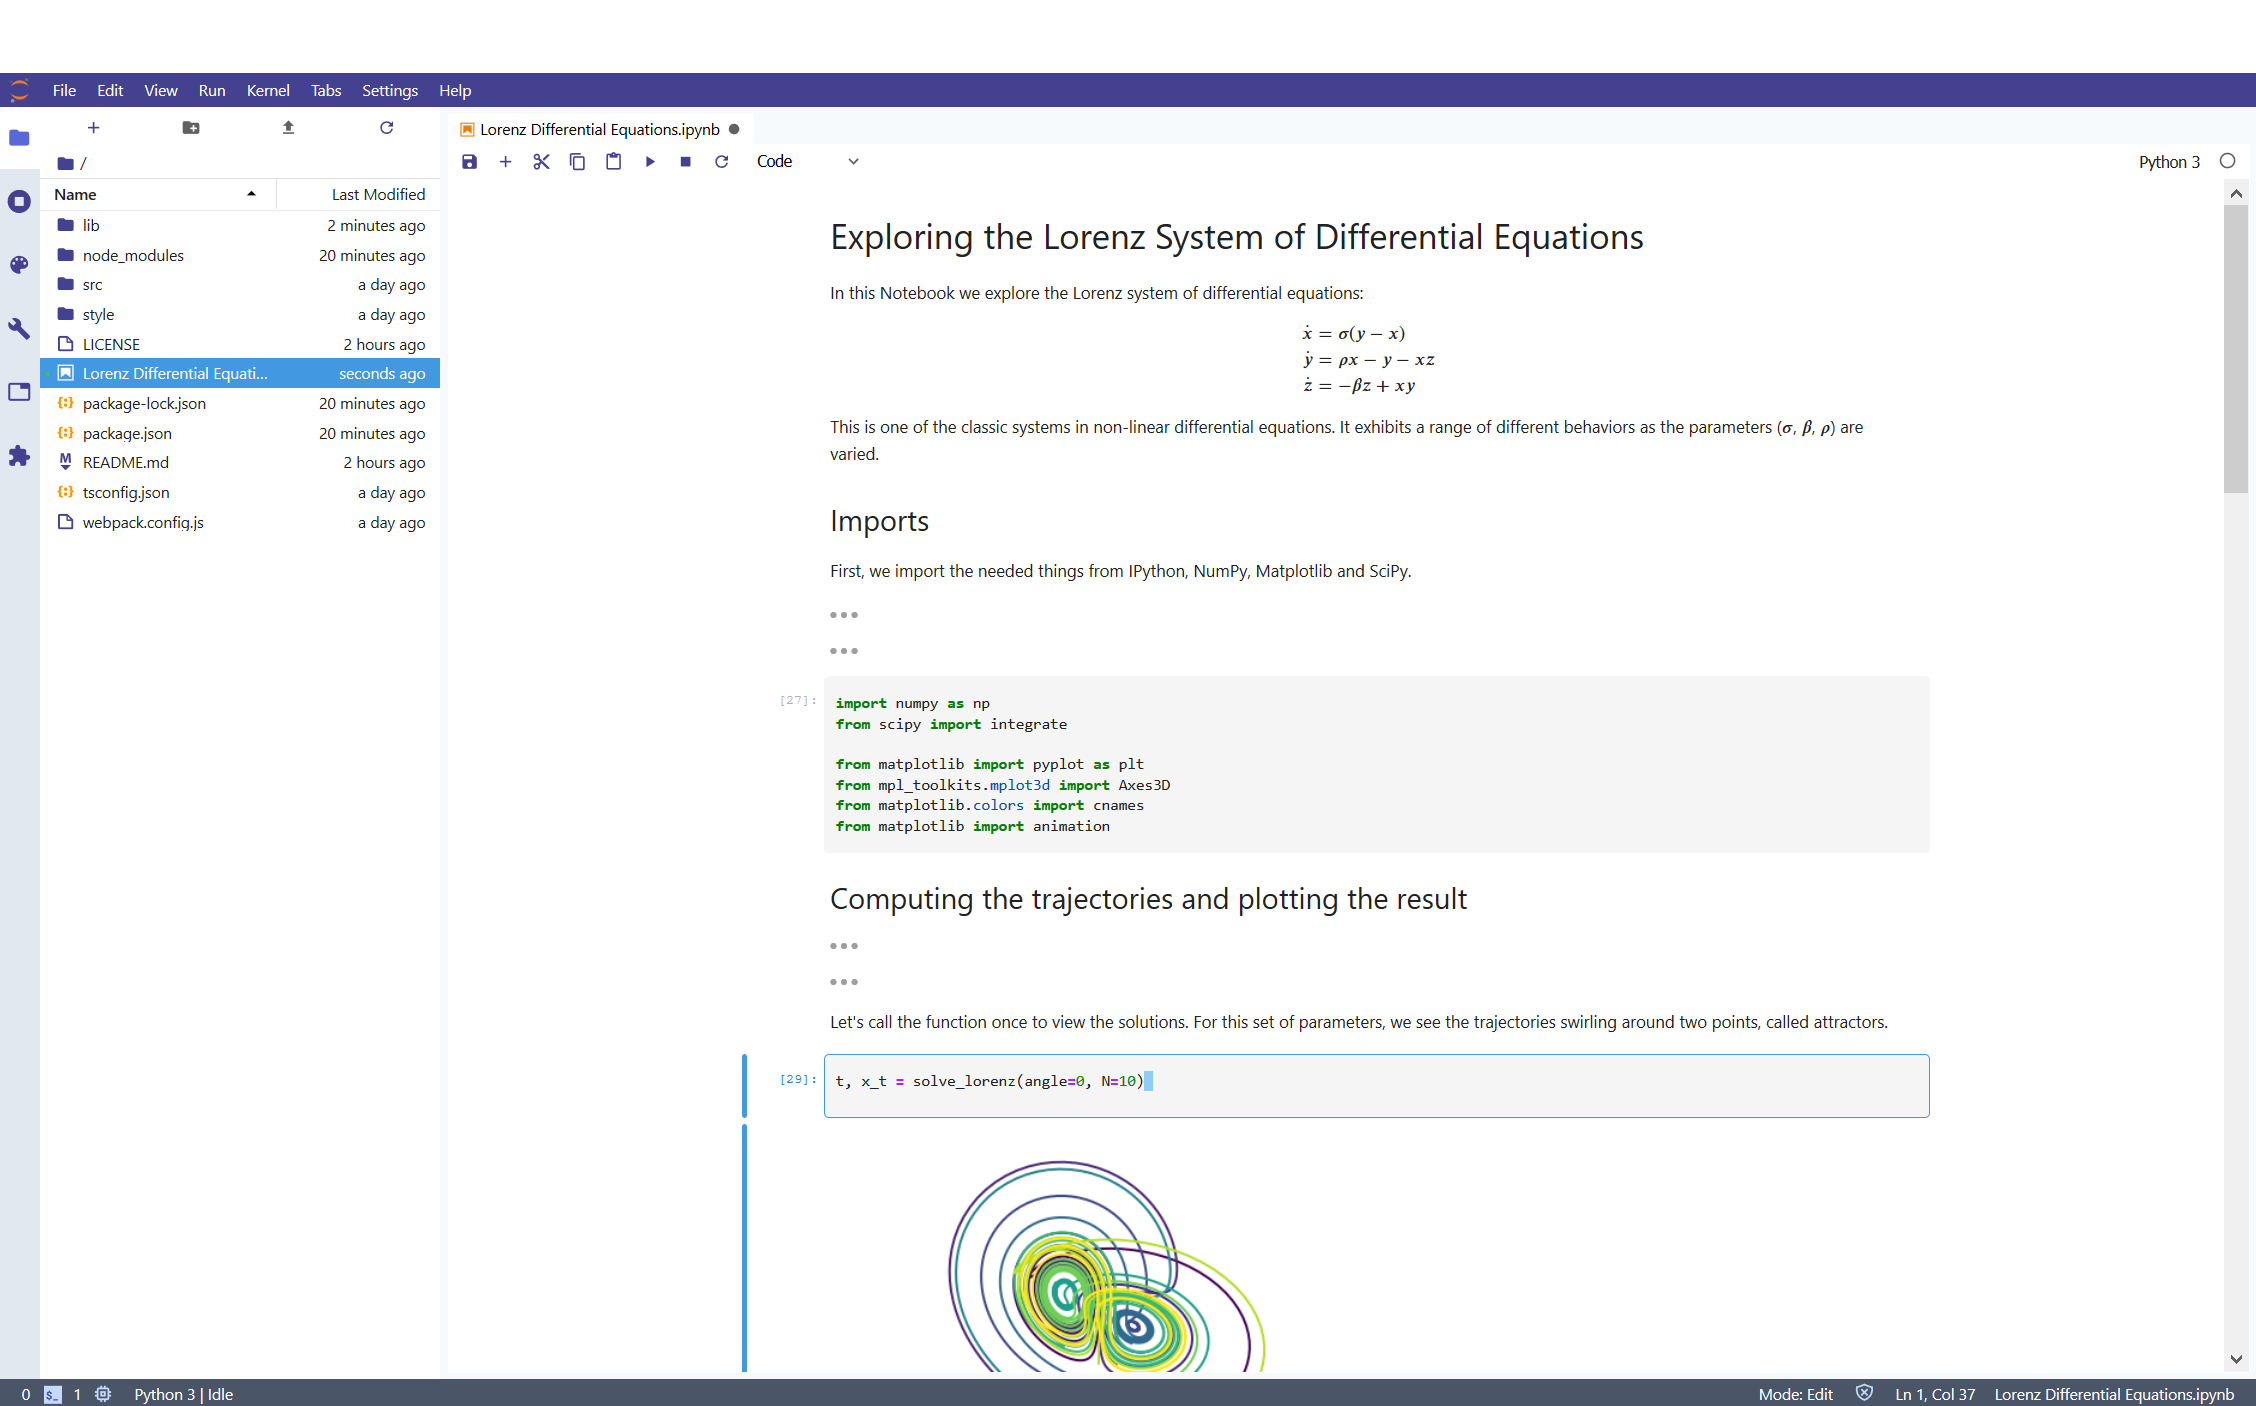 File Edit View Run Kernel Tabs Settings Help
/
Name Last Modified
lib 2 minutes ago
node_modules 20 minutes ago
src a day ago
style a day ago
LICENSE 2 hours ago
Lorenz Differential Equati... seconds ago
package-lock.json 20 minutes ago
package.json 20 minutes ago
README.md 2 hours ago
tsconfig.json a day ago
webpack.config.js a day ago
Lorenz Differential Equations.ipynb
Code Python 3
Exploring the Lorenz System of Differential Equations
In this Notebook we explore the Lorenz system of differential equations:
ẋ = σ(y − x)
ẏ = ρx − y − xz
ż = −βz + xy
This is one of the classic systems in non-linear differential equations. It exhibits a range of different behaviors as the parameters (σ, β, ρ) are
varied.
Imports
First, we import the needed things from IPython, NumPy, Matplotlib and SciPy.
[27]: import numpy as np
from scipy import integrate
from matplotlib import pyplot as plt
from mpl_toolkits.mplot3d import Axes3D
from matplotlib.colors import cnames
from matplotlib import animation
Computing the trajectories and plotting the result
Let's call the function once to view the solutions. For this set of parameters, we see the trajectories swirling around two points, called attractors.
[29]: t, x_t = solve_lorenz(angle=0, N=10)
0 $_ 1 Python 3 | Idle Mode: Edit Ln 1, Col 37 Lorenz Differential Equations.ipynb